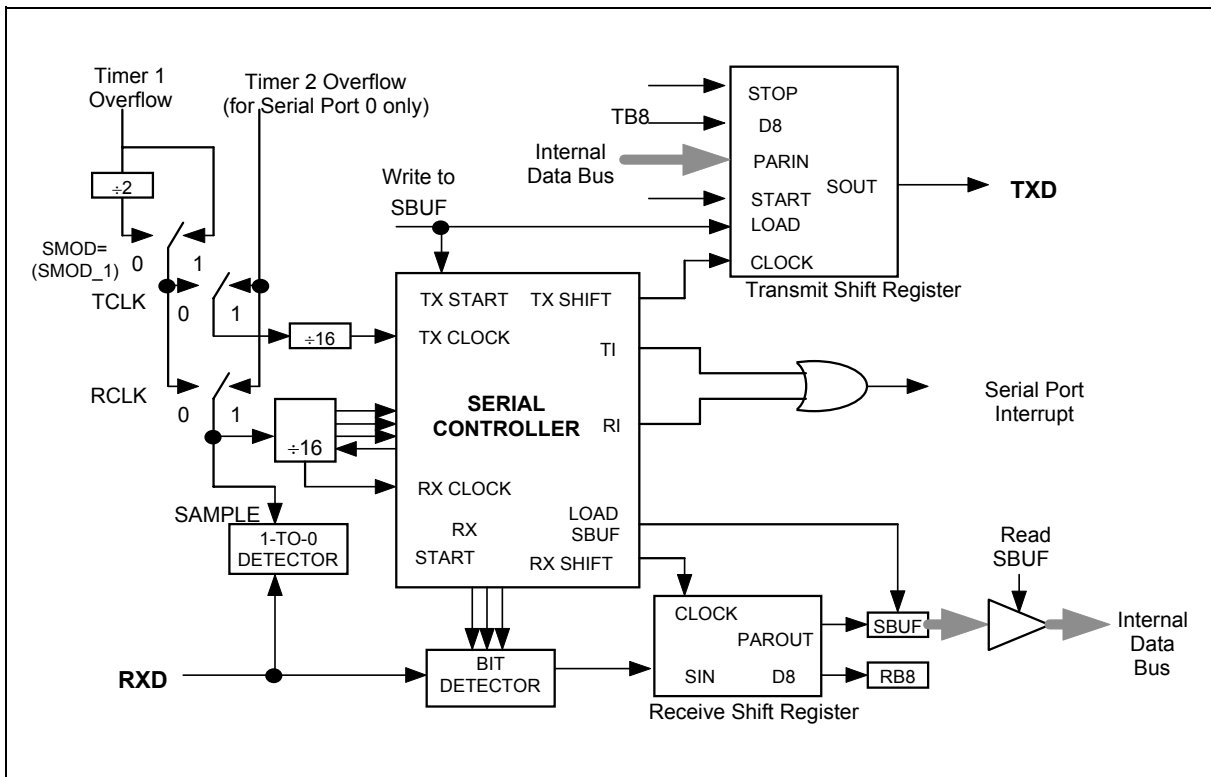 Timer 1
Overflow
Timer 2 Overflow
(for Serial Port 0 only)
÷2
SMOD=
(SMOD_1)
0
1
TCLK
0
1
÷16
RCLK
0
1
÷16
SAMPLE
1-TO-0
DETECTOR
RXD
Write to
SBUF
TX START
TX SHIFT
TX CLOCK
TI
SERIAL
CONTROLLER
RI
RX CLOCK
LOAD
SBUF
RX
START
RX SHIFT
BIT
DETECTOR
TB8
Internal
Data Bus
STOP
D8
PARIN
SOUT
START
LOAD
CLOCK
Transmit Shift Register
TXD
Serial Port
Interrupt
CLOCK
PAROUT
SIN
D8
Receive Shift Register
SBUF
RB8
Read
SBUF
Internal
Data
Bus